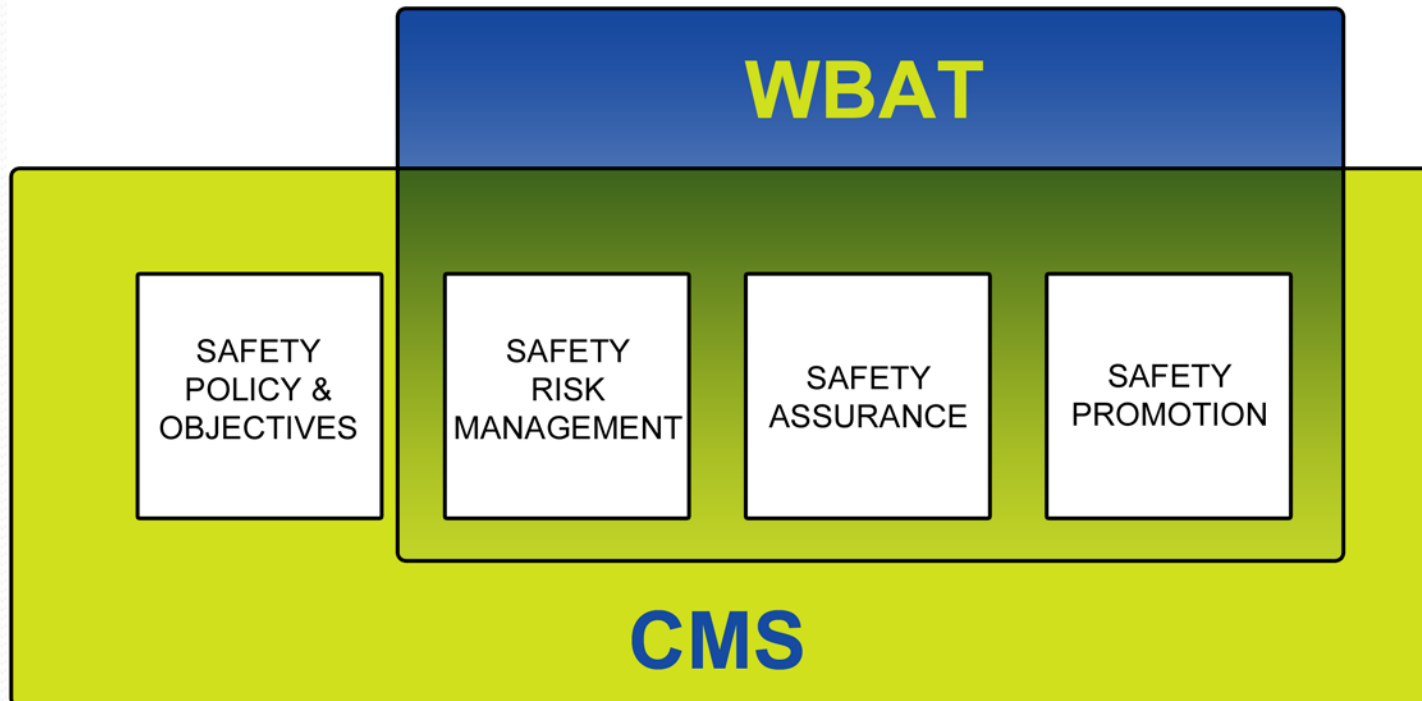 WBAT
SAFETY
POLICY &
OBJECTIVES
SAFETY
RISK
MANAGEMENT
SAFETY
ASSURANCE
SAFETY
PROMOTION
CMS